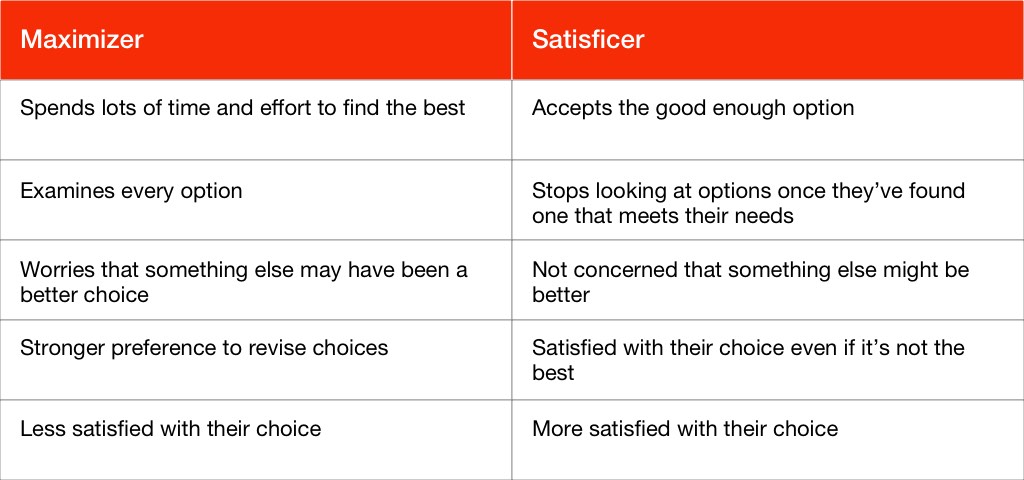 Maximizer
Satisficer
Spends lots of time and effort to find the best
Accepts the good enough option
Examines every option
Stops looking at options once they’ve found
one that meets their needs
Worries that something else may have been a
better choice
Not concerned that something else might be
better
Stronger preference to revise choices
Satisfied with their choice even if it’s not the
best
Less satisfied with their choice
More satisfied with their choice